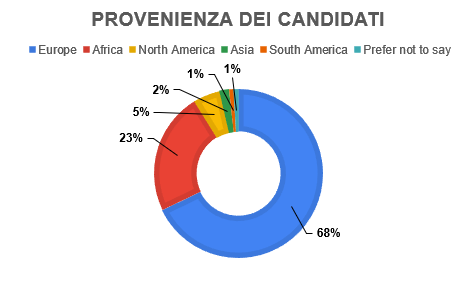 PROVENIENZA DEI CANDIDATI
Europe Africa North America Asia South America Prefer not to say
1% 1%
2%
5%
23%
68%